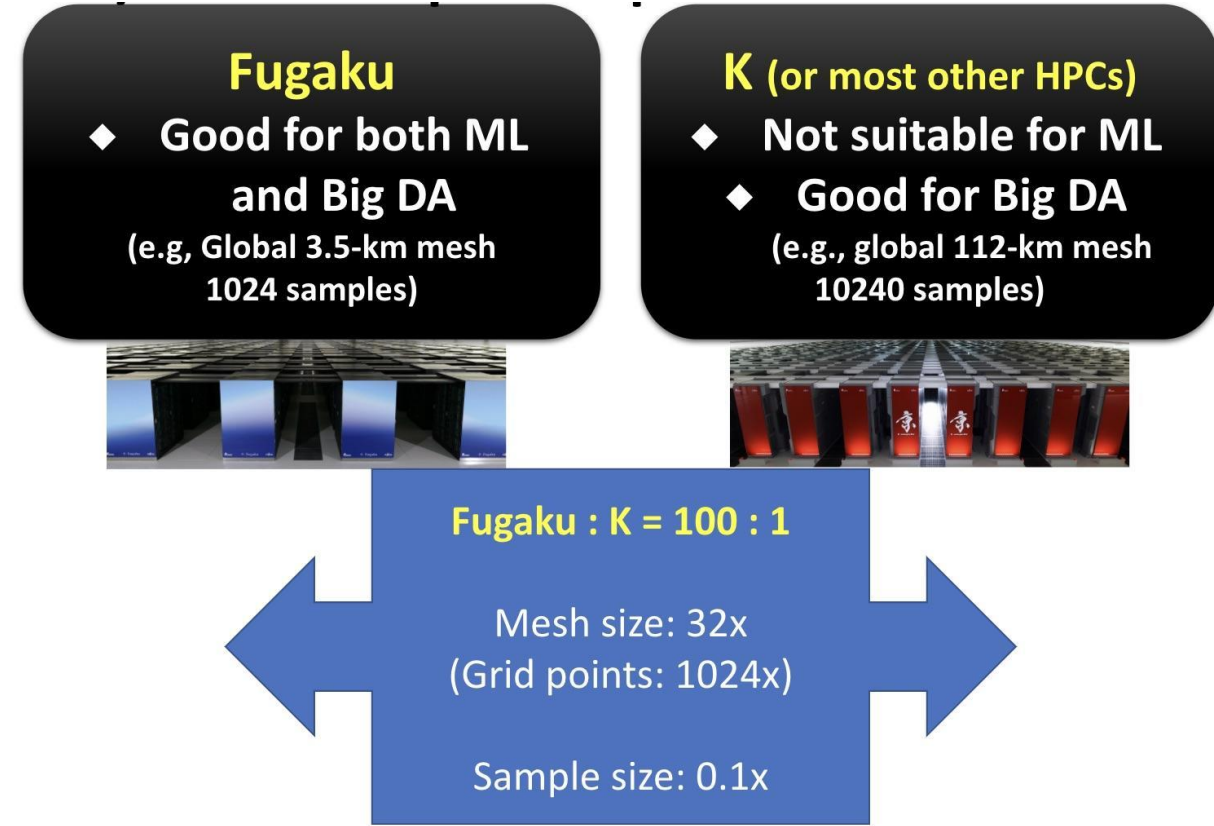 Fugaku
◆ Good for both ML
and Big DA
(e.g, Global 3.5-km mesh
1024 samples)
K (or most other HPCs)
◆ Not suitable for ML
◆ Good for Big DA
(e.g., global 112-km mesh
10240 samples)
京 京
Fugaku : K = 100 : 1
Mesh size: 32x
(Grid points: 1024x)
Sample size: 0.1x